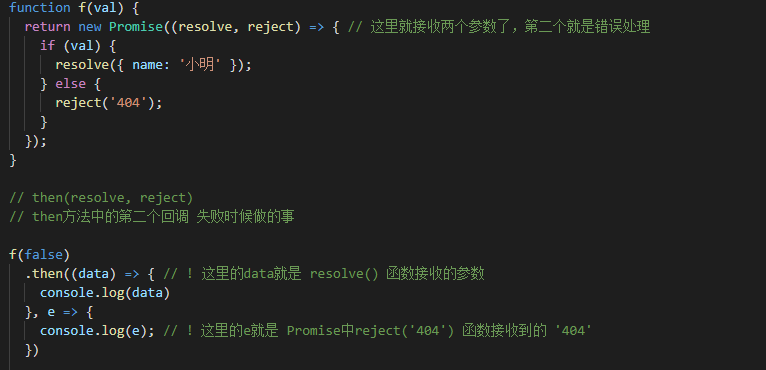 function f(val) {
  return new Promise((resolve, reject) => { // 这里就接收两个参数了，第二个就是错误处理
    if (val) {
      resolve({ name: '小明' });
    } else {
      reject('404');
    }
  });
}
// then(resolve, reject)
// then方法中的第二个回调 失败时候做的事
f(false)
  .then((data) => { // ! 这里的data就是 resolve() 函数接收的参数
    console.log(data)
  }, e => {
    console.log(e); // ! 这里的e就是 Promise中reject('404') 函数接收到的 '404'
  })